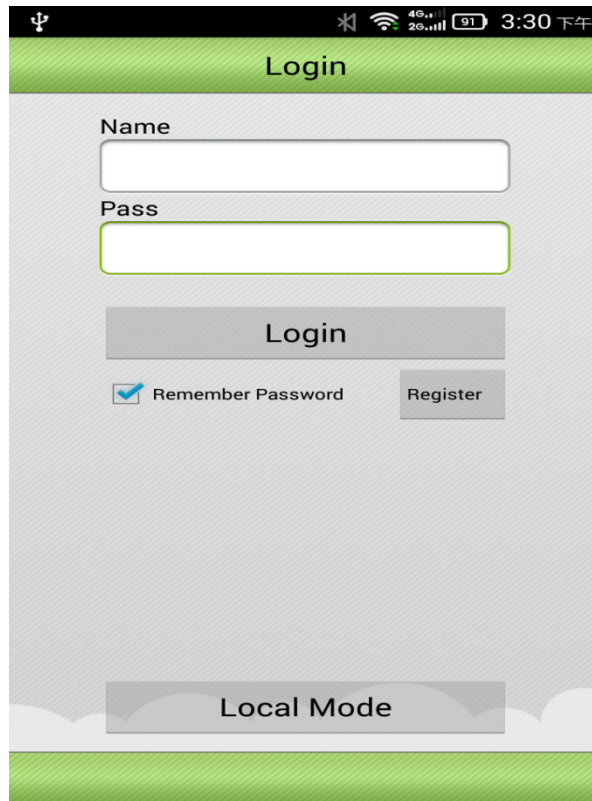 4G 2G 91 3:30 下午
Login
Name
Pass
Login
Remember Password Register
Local Mode